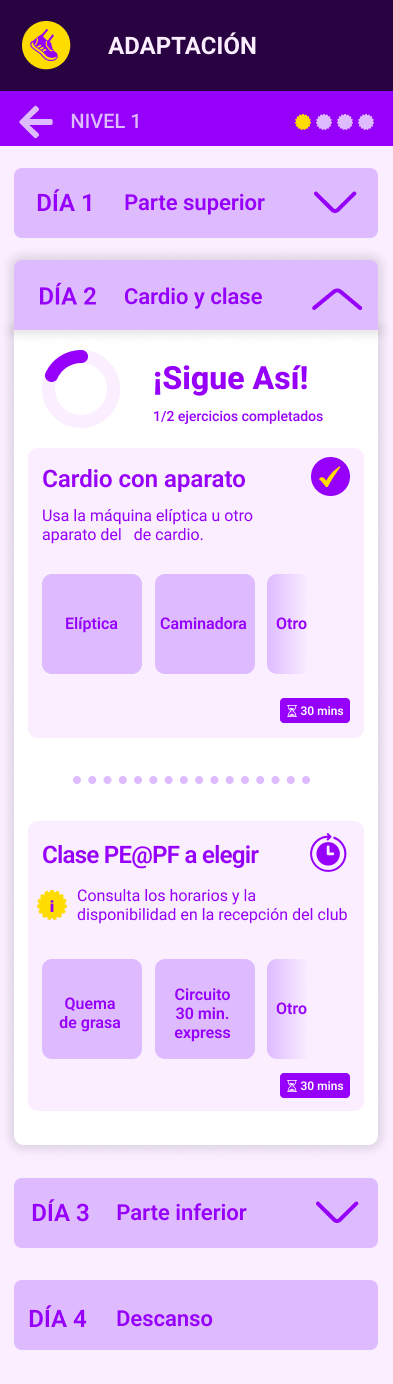 ADAPTACIÓN
NIVEL 1
DÍA 1 Parte superior
DÍA 2 Cardio y clase
¡Sigue Así!
1/2 ejercicios completados
Cardio con aparato
Usa la máquina elíptica u otro
aparato del de cardio.
Elíptica
Caminadora
Otro
30 mins
Clase PE@PF a elegir
i
Consulta los horarios y la
disponibilidad en la recepción del club
Quema
de grasa
Circuito
30 min.
express
Otro
30 mins
DÍA 3 Parte inferior
DÍA 4 Descanso